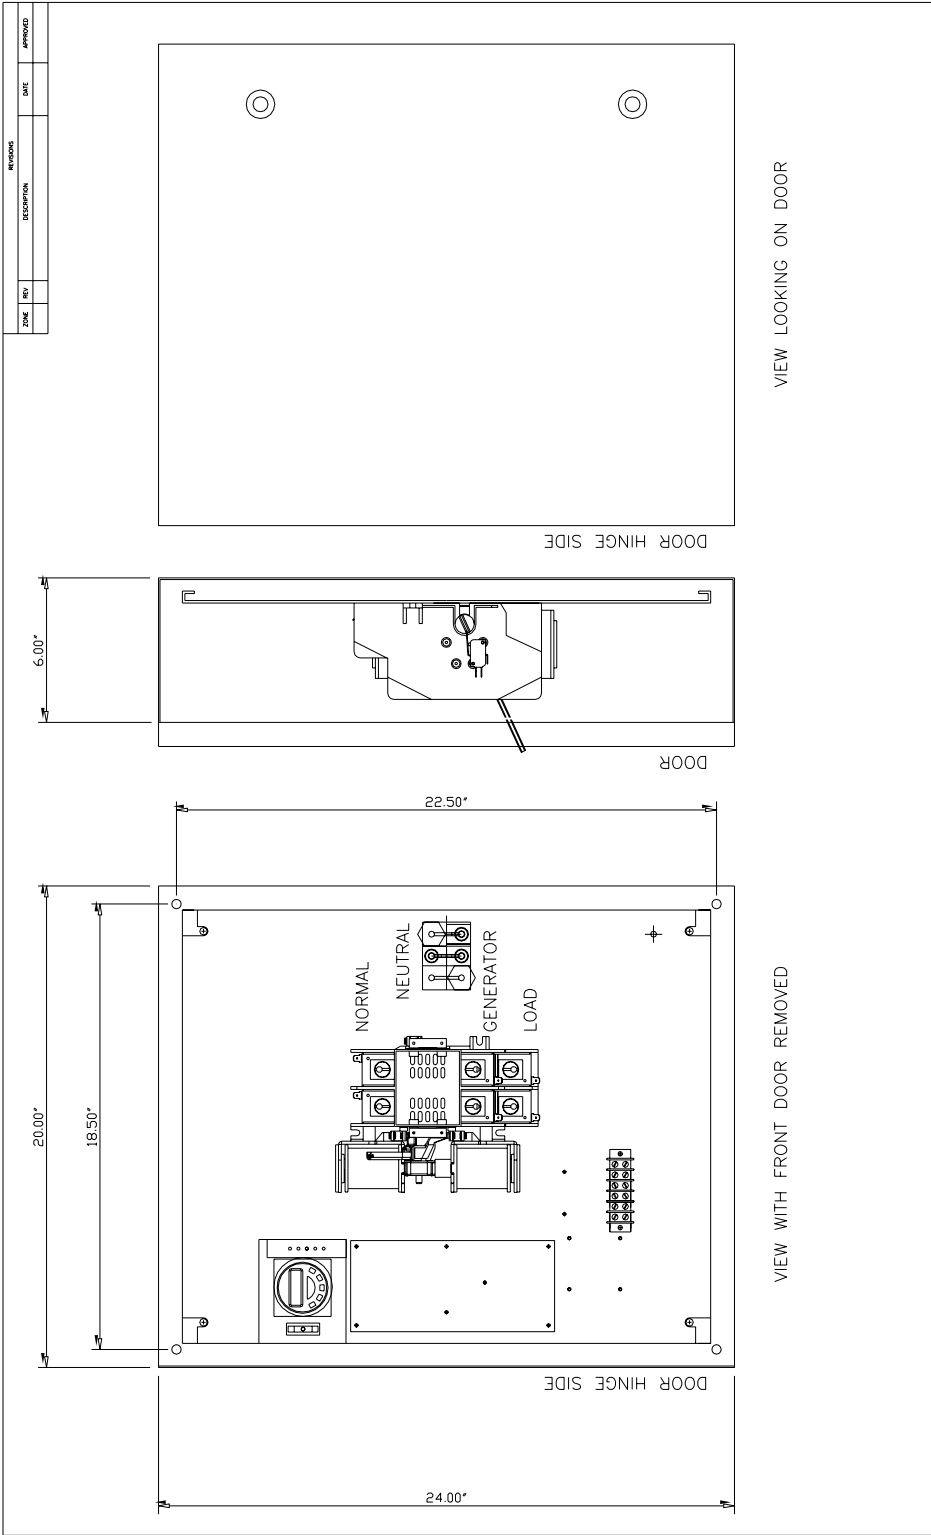 REVISIONS
ZONE REV DESCRIPTION DATE APPROVED
VIEW LOOKING ON DOOR
DOOR HINGE SIDE
6.00"
DOOR
22.50"
20.00"
18.50"
NORMAL
NEUTRAL
GENERATOR
LOAD
VIEW WITH FRONT DOOR REMOVED
DOOR HINGE SIDE
24.00"